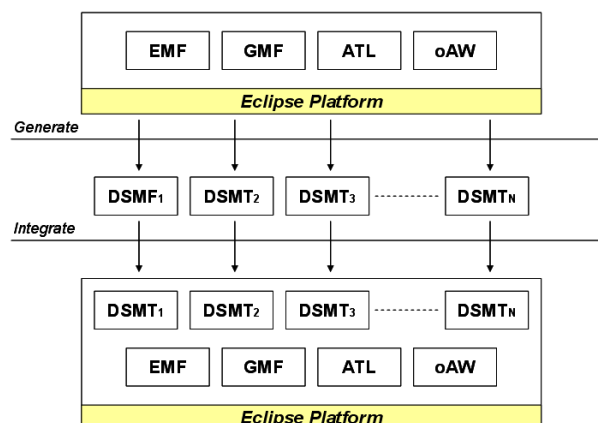 EMF GMF ATL oAW
Eclipse Platform
Generate
DSMF1 DSMT2 DSMT3 DSMTN
Integrate
DSMT1 DSMT2 DSMT3 DSMTN
EMF GMF ATL oAW
Eclipse Platform